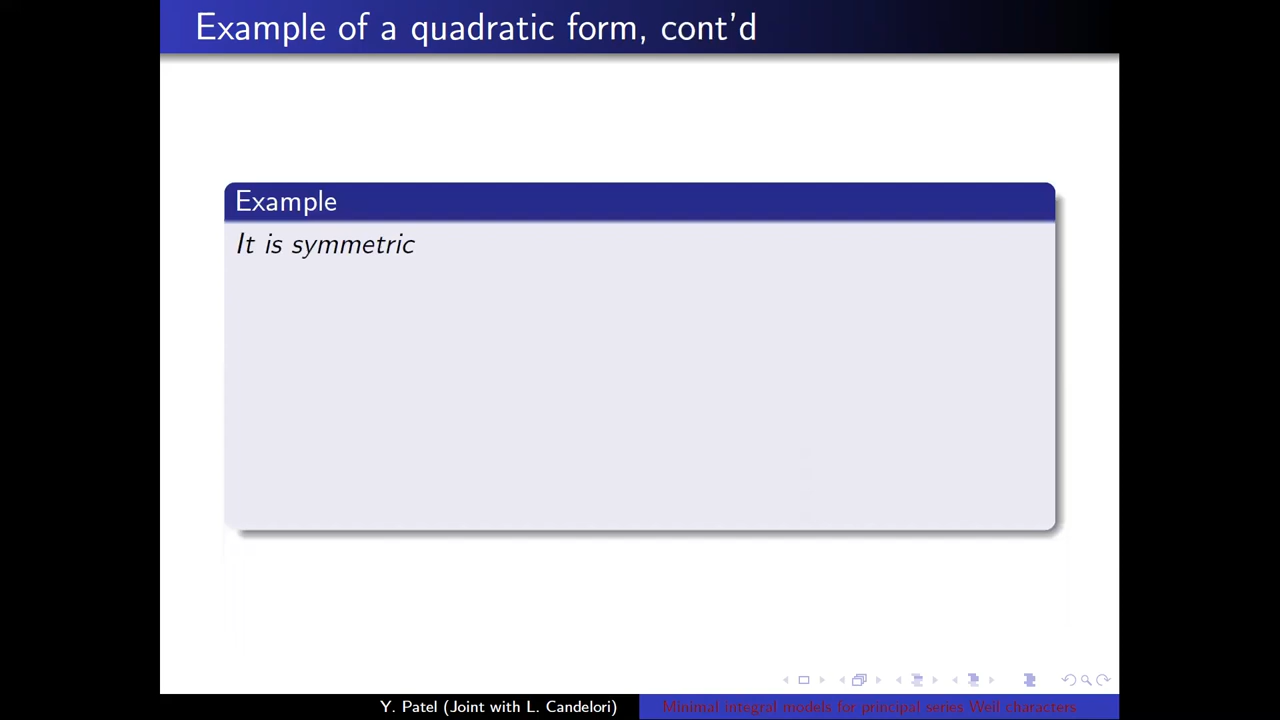 Example of a quadratic form, cont'd
Example
It is symmetric
Y. Patel (Joint with L. Candelori)
Minimal integral models for principal series Weil characters